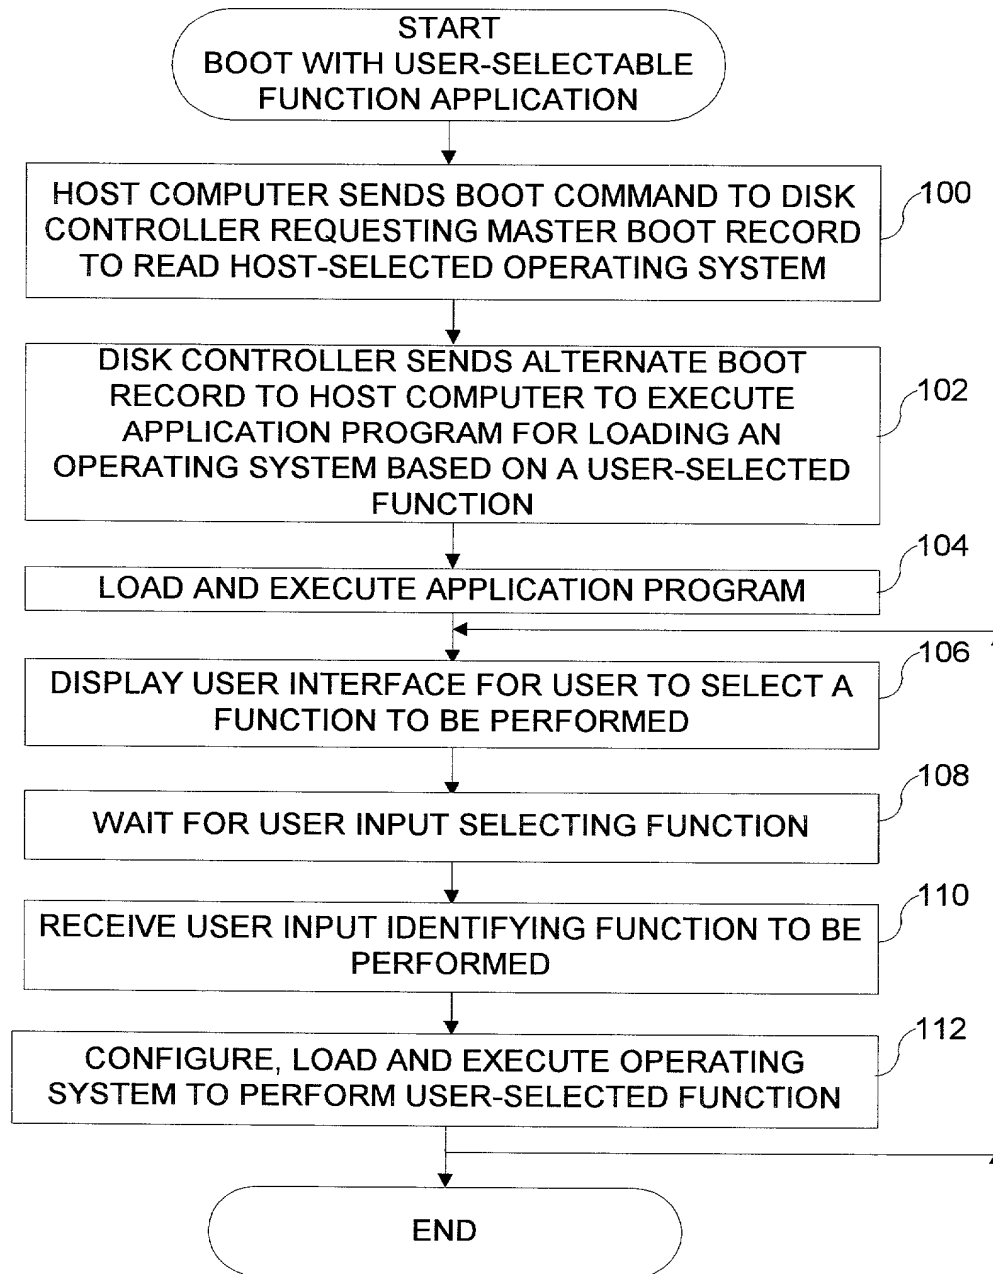 START
BOOT WITH USER-SELECTABLE
FUNCTION APPLICATION
HOST COMPUTER SENDS BOOT COMMAND TO DISK
CONTROLLER REQUESTING MASTER BOOT RECORD
TO READ HOST-SELECTED OPERATING SYSTEM
100
DISK CONTROLLER SENDS ALTERNATE BOOT
RECORD TO HOST COMPUTER TO EXECUTE
APPLICATION PROGRAM FOR LOADING AN
OPERATING SYSTEM BASED ON A USER-SELECTED
FUNCTION
102
LOAD AND EXECUTE APPLICATION PROGRAM
104
DISPLAY USER INTERFACE FOR USER TO SELECT A
FUNCTION TO BE PERFORMED
106
WAIT FOR USER INPUT SELECTING FUNCTION
108
RECEIVE USER INPUT IDENTIFYING FUNCTION TO BE
PERFORMED
110
CONFIGURE, LOAD AND EXECUTE OPERATING
SYSTEM TO PERFORM USER-SELECTED FUNCTION
112
END